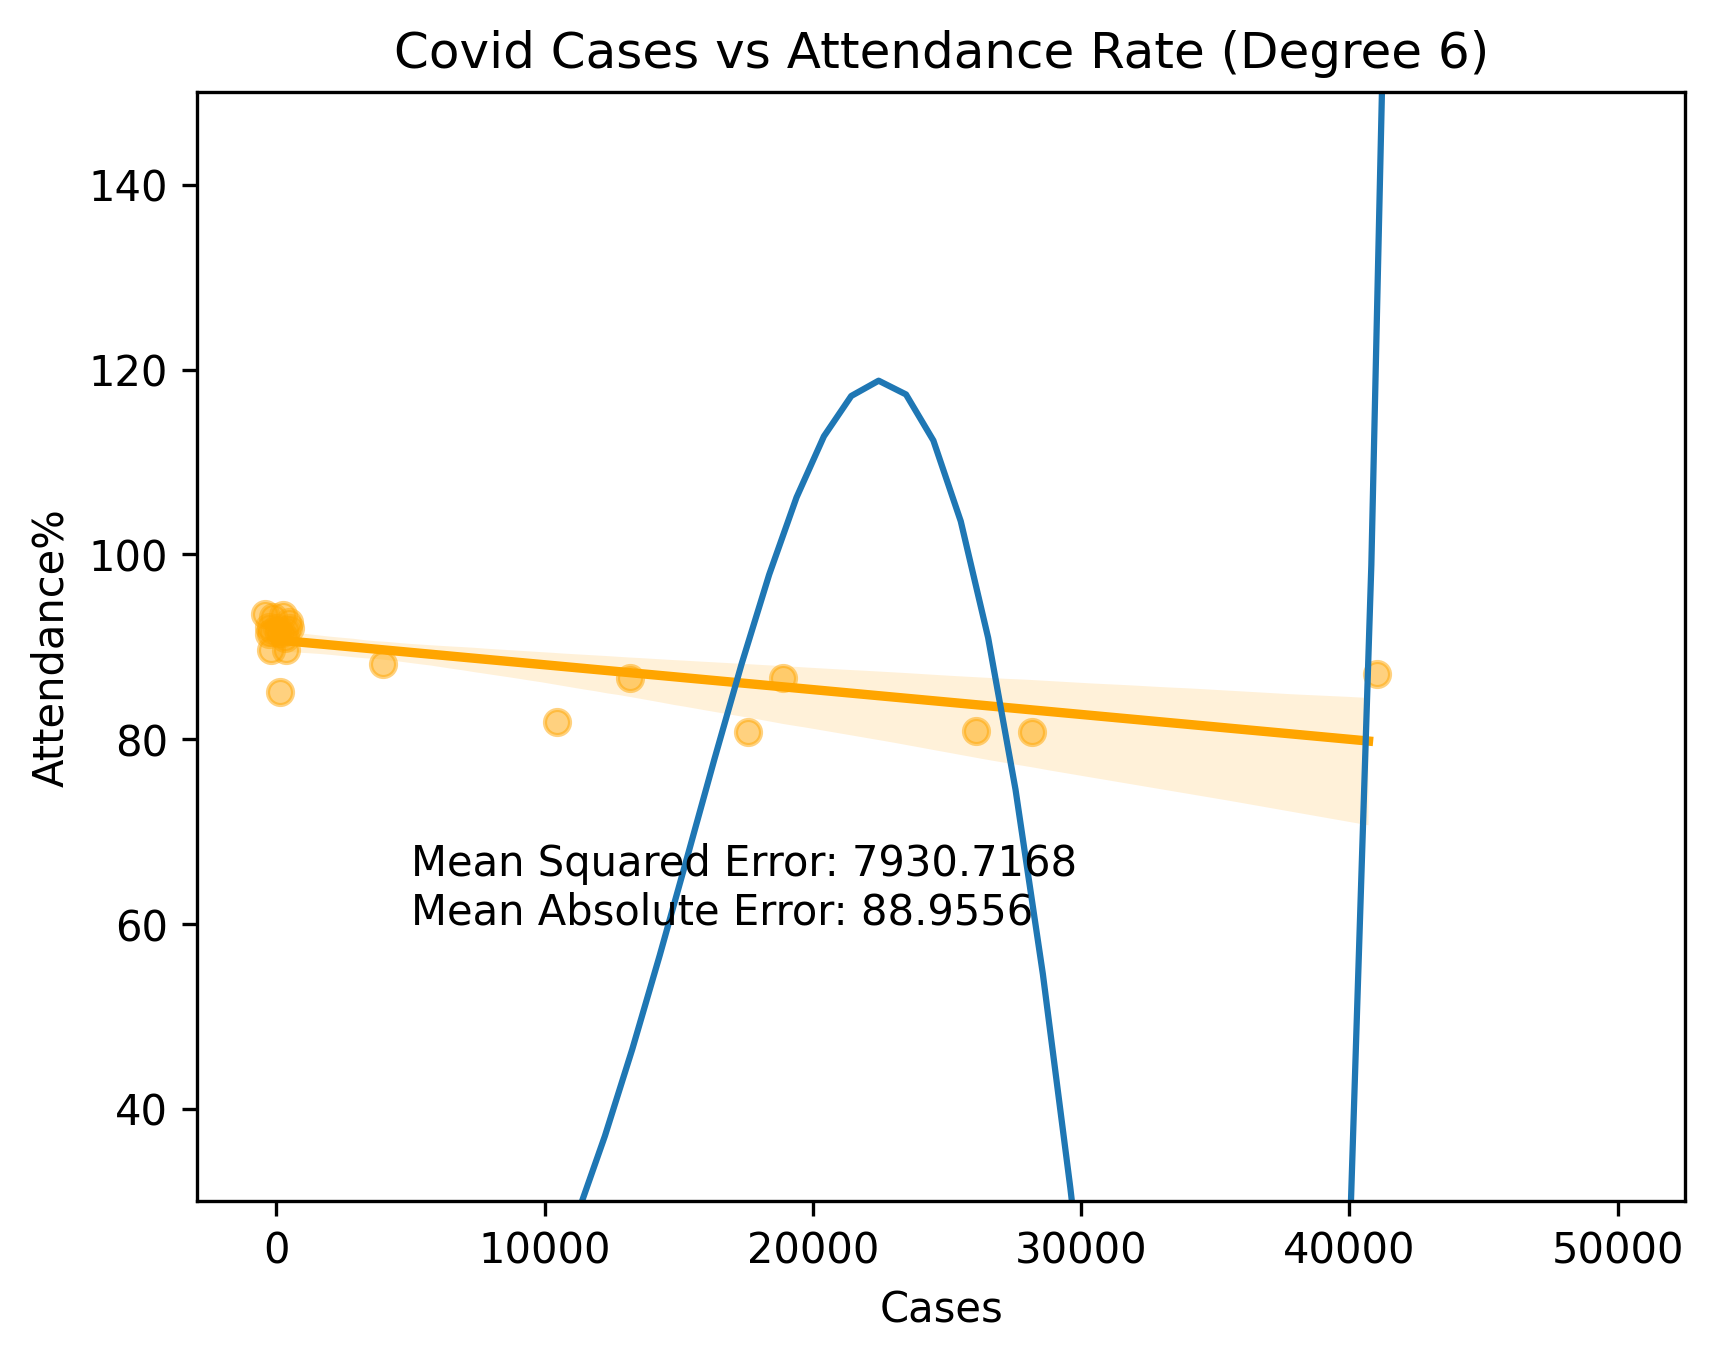 Covid Cases vs Attendance Rate (Degree 6)
140
120
100
80
60
40
Attendance%
Mean Squared Error: 7930.7168
Mean Absolute Error: 88.9556
0 10000 20000 30000 40000 50000
Cases